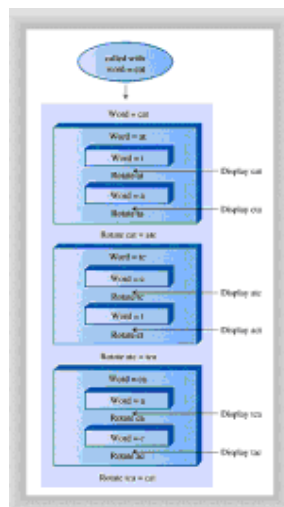 called with
word = cat
Word = cat
Word = at
Word = t
Rotate at
Display cat
Word = a
Rotate ta
Display cta
Rotate cat = atc
Word = tc
Word = c
Rotate tc
Display atc
Word = t
Rotate ct
Display act
Rotate atc = tca
Word = ca
Word = a
Rotate ca
Display tca
Word = c
Rotate ac
Display tac
Rotate tca = cat